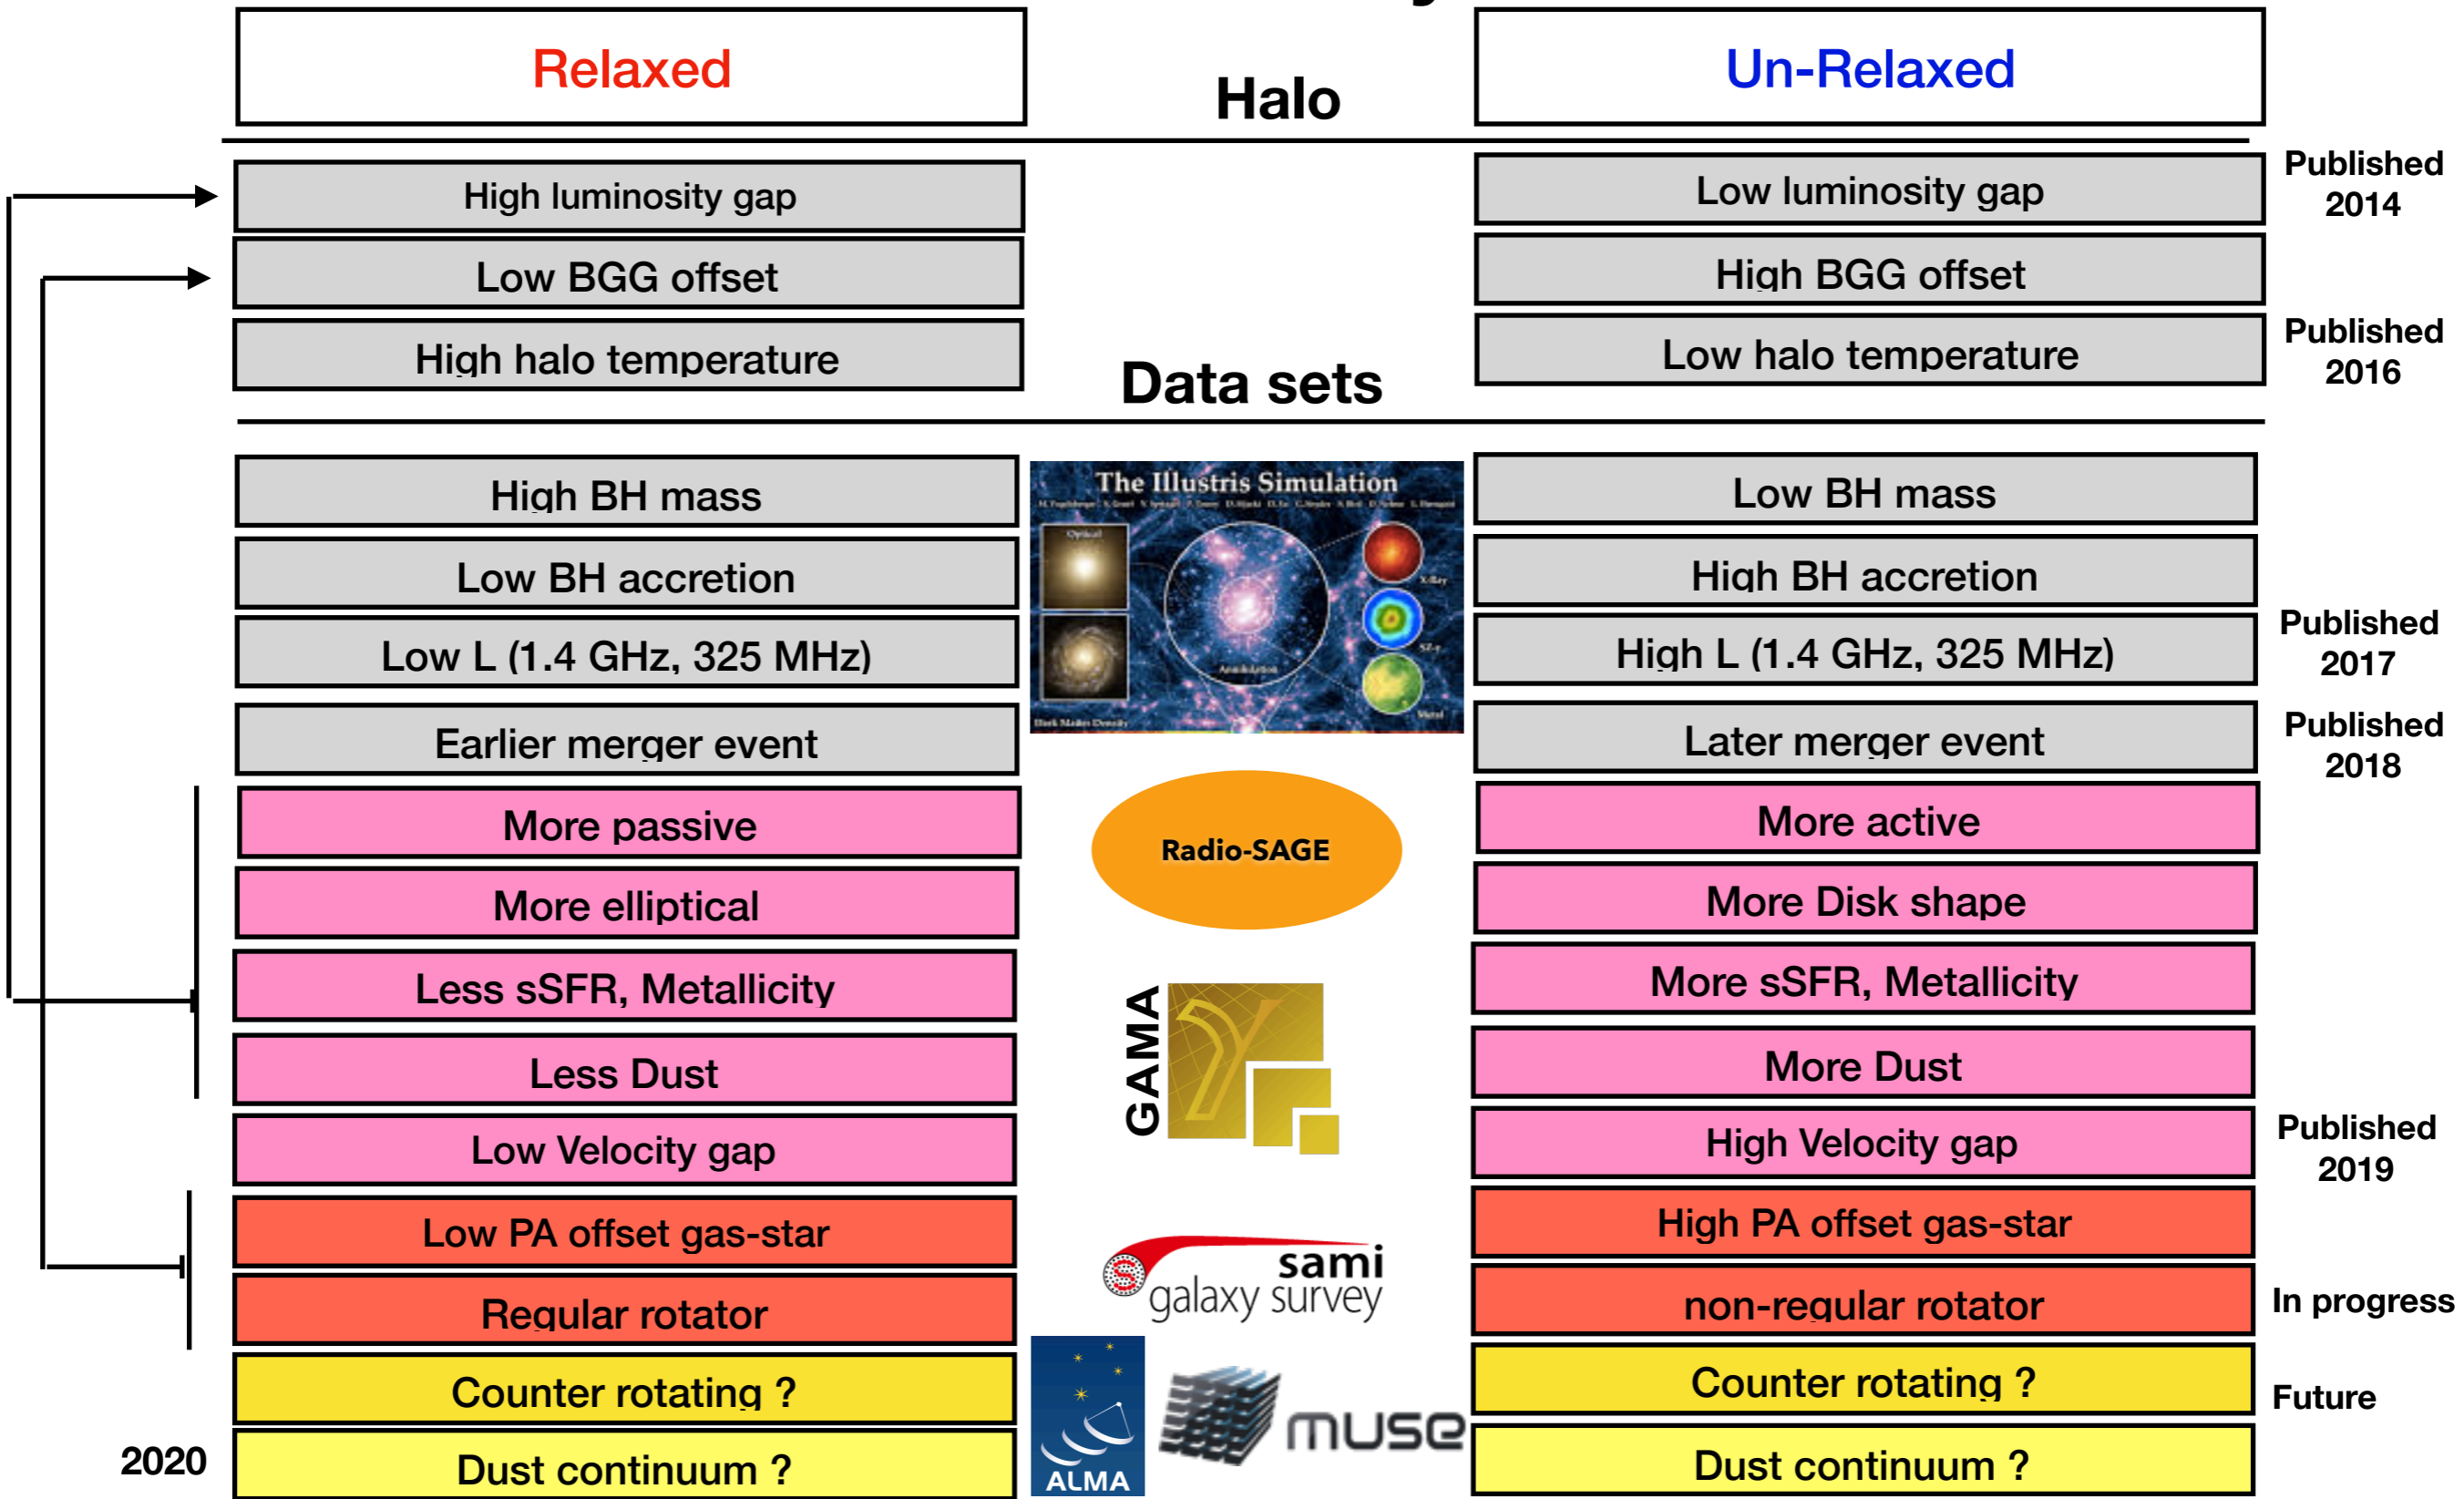 Relaxed
Halo
Un-Relaxed
High luminosity gap
Low luminosity gap
Published
2014
Low BGG offset
High BGG offset
High halo temperature
Low halo temperature
Published
2016
Data sets
High BH mass
The Illustris Simulation
Optical
X-Ray
Metal
Low BH mass
Low BH accretion
High BH accretion
Low L (1.4 GHz, 325 MHz)
High L (1.4 GHz, 325 MHz)
Published
2017
Earlier merger event
Later merger event
Published
2018
More passive
Radio-SAGE
More active
More elliptical
More Disk shape
Less sSFR, Metallicity
More sSFR, Metallicity
GAMA
Less Dust
More Dust
Low Velocity gap
High Velocity gap
Published
2019
Low PA offset gas-star
sami
galaxy survey
High PA offset gas-star
Regular rotator
non-regular rotator
In progress
Counter rotating ?
Counter rotating ?
Future
ALMA
muse
2020
Dust continuum ?
Dust continuum ?